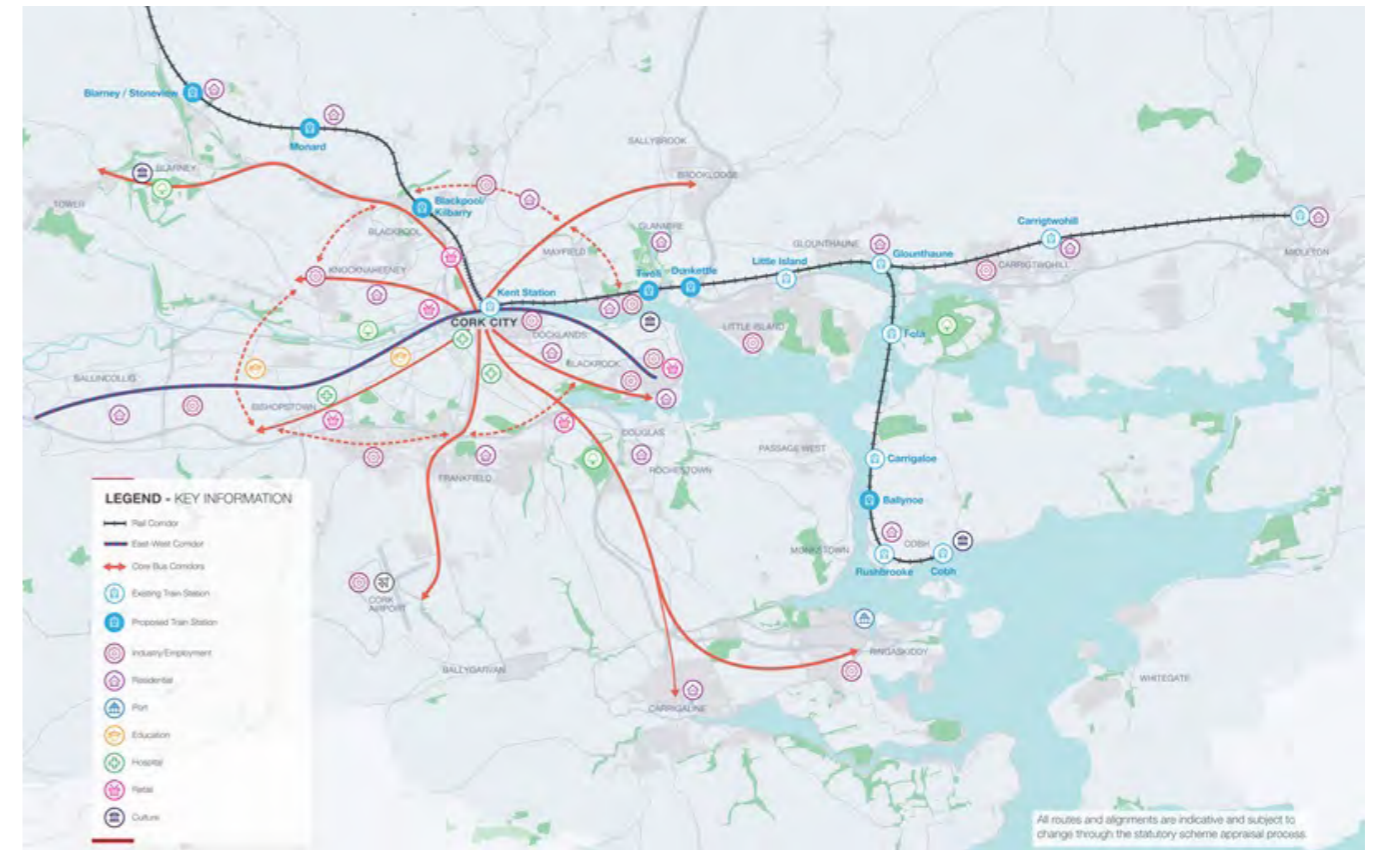 Blarney / Stoneview
Monard
BALLYBROOK
BROOKLODGE
BLARNEY
TOWER
Blackpool/
Kilbarry
BLACKPOOL
MAYFIELD
GLANMIRE
GLOUNTHAUNE
Carrigtwohill
Glounthaune
CARRIGTWOHILL
MIDLETON
KNOCKNAHEENEY
Tivoli
Dunkettle
Little Island
Kent Station
CORK CITY
DOCKLANDS
LITTLE ISLAND
Fota
BLACKROCK
BALLINCOLLIG
BISHOPSTOWN
DOUGLAS
PASSAGE WEST
Carrigaloe
ROCHESTOWN
FRANKFIELD
Ballynoe
MONKSTOWN
COBH
Rushbrooke
Cobh
CORK
AIRPORT
RINGASKIDDY
BALLYGARVAN
WHITEGATE
CARRIGALINE
LEGEND - KEY INFORMATION
Rail Corridor
East-West Corridor
Core Bus Corridors
Existing Train Station
Proposed Train Station
Industry/Employment
Residential
Port
Education
Hospital
Retail
Culture
All routes and alignments are indicative and subject to
change through the statutory scheme appraisal process.